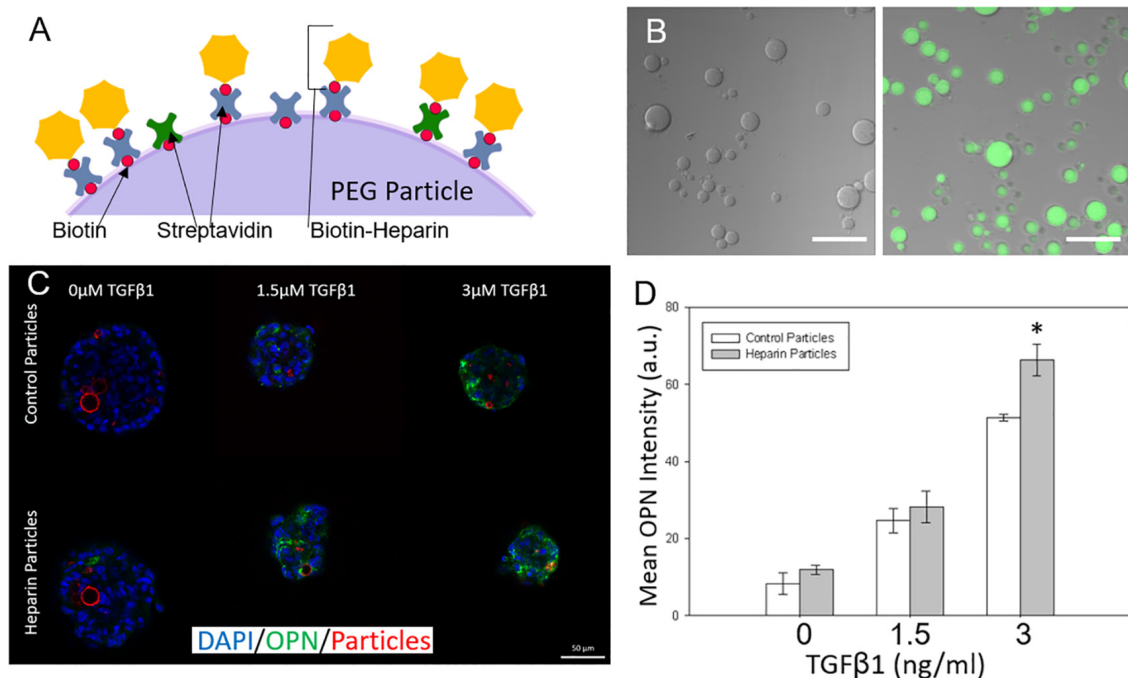 A
PEG Particle
Biotin
Streptavidin
Biotin-Heparin
B
C
0µM TGFβ1
1.5µM TGFβ1
3µM TGFβ1
Control Particles
Heparin Particles
DAPI/OPN/Particles
50 µm
D
Mean OPN Intensity (a.u.)
80
60
40
20
0
Control Particles
Heparin Particles
*
0
1.5
3
TGFβ1 (ng/ml)